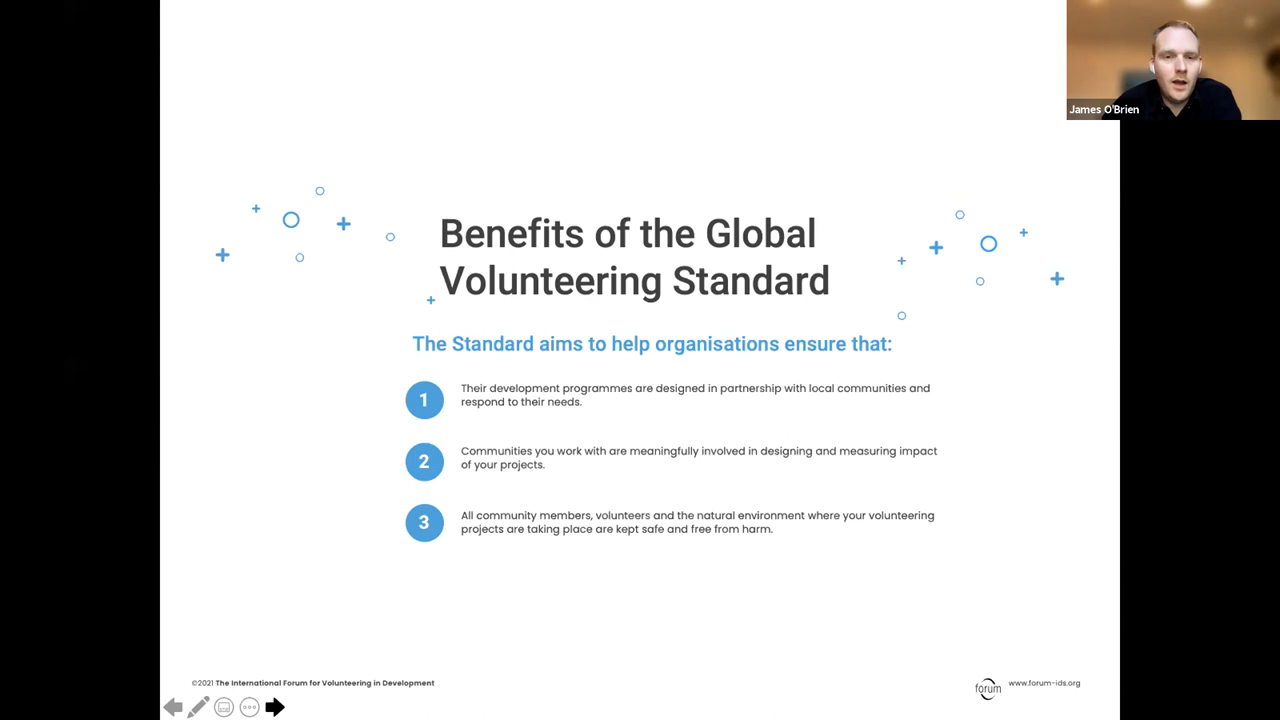 James O'Brien
Benefits of the Global
Volunteering Standard
The Standard aims to help organisations ensure that:
1
Their development programmes are designed in partnership with local communities and
respond to their needs.
2
Communities you work with are meaningfully involved in designing and measuring impact
of your projects.
3
All community members, volunteers and the natural environment where your volunteering
projects are taking place are kept safe and free from harm.
©2021 The International Forum for Volunteering in Development
forum
www.forum-ids.org